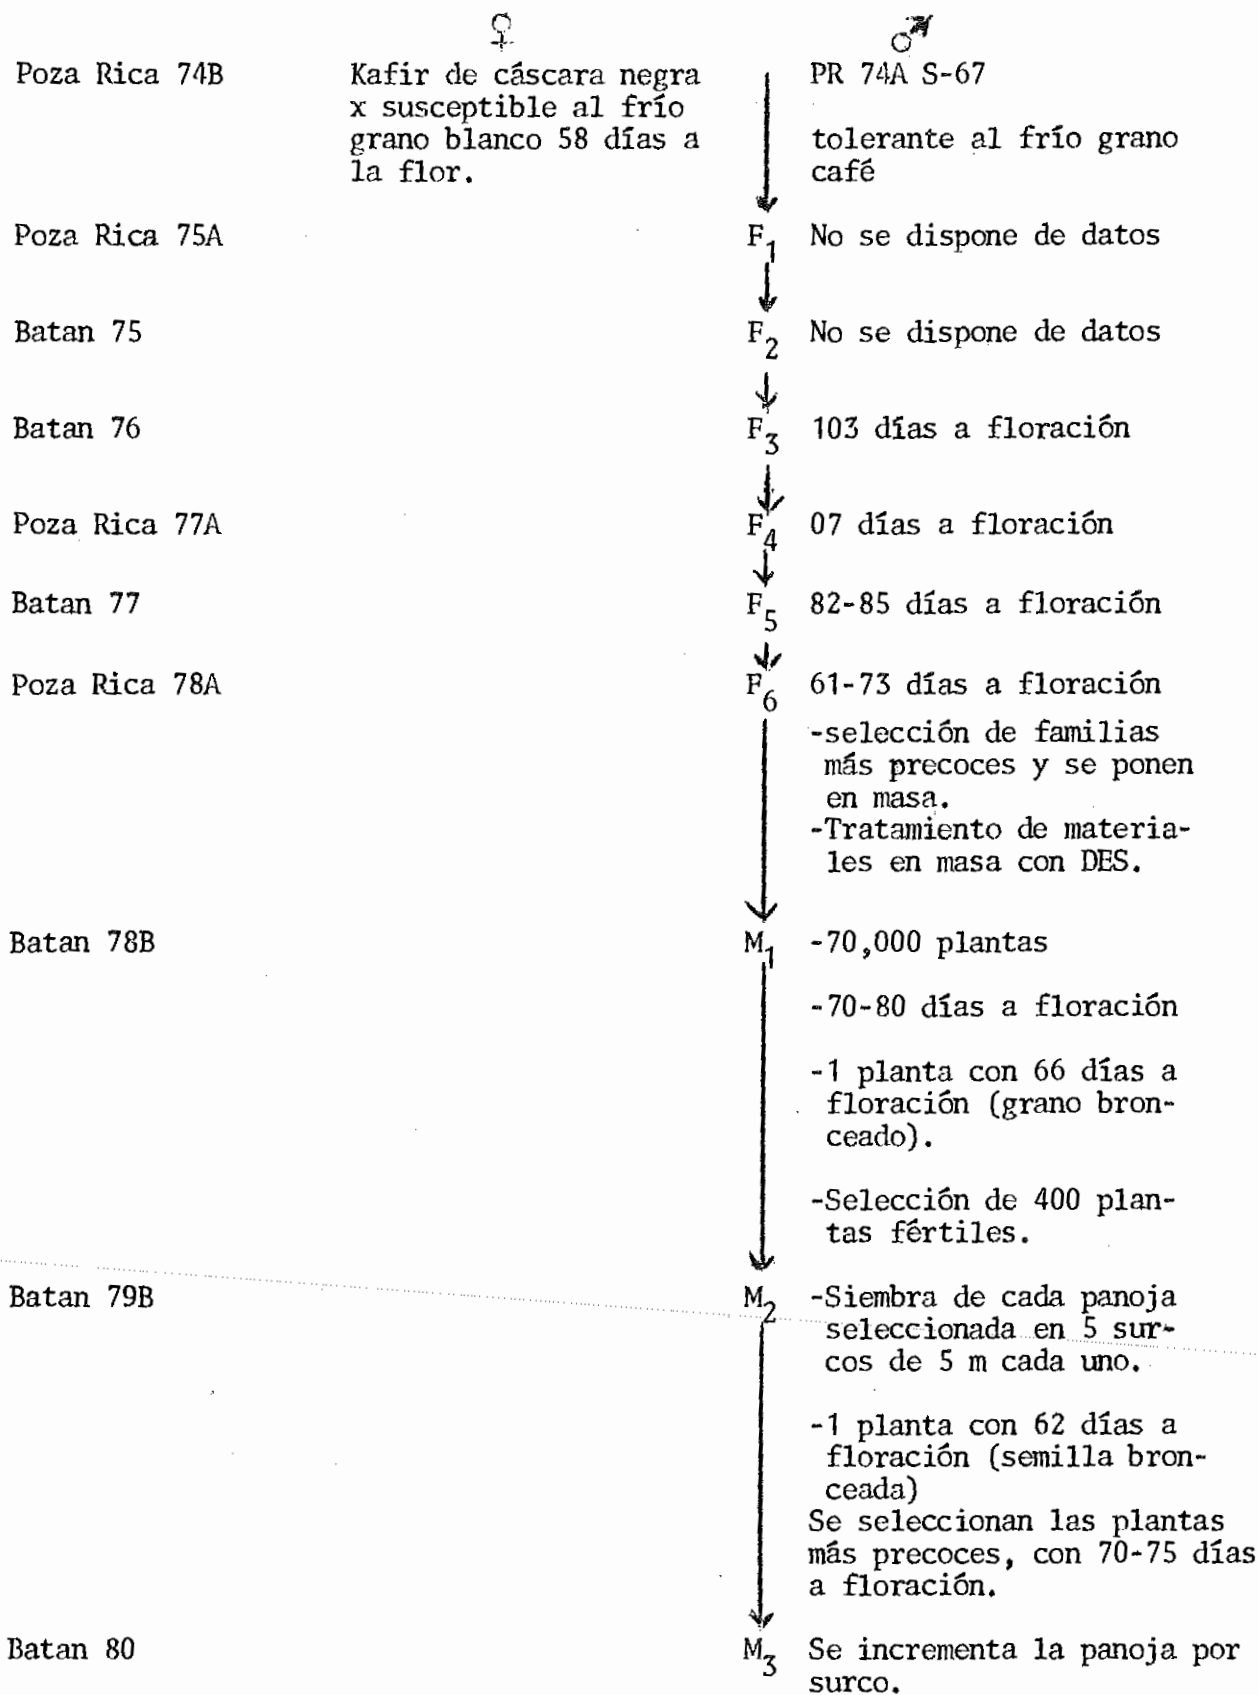 ♀ ♂
Poza Rica 74B Kafir de cáscara negra PR 74A S-67
x susceptible al frío
grano blanco 58 días a tolerante al frío grano
la flor. café
Poza Rica 75A F1 No se dispone de datos
Batan 75 F2 No se dispone de datos
Batan 76 F3 103 días a floración
Poza Rica 77A F4 07 días a floración
Batan 77 F5 82-85 días a floración
Poza Rica 78A F6 61-73 días a floración
-selección de familias
más precoces y se ponen
en masa.
-Tratamiento de materia-
les en masa con DES.
Batan 78B M1 -70,000 plantas
-70-80 días a floración
-1 planta con 66 días a
floración (grano bron-
ceado).
-Selección de 400 plan-
tas fértiles.
Batan 79B M2 -Siembra de cada panoja
seleccionada en 5 sur-
cos de 5 m cada uno.
-1 planta con 62 días a
floración (semilla bron-
ceada)
Se seleccionan las plantas
más precoces, con 70-75 días
a floración.
Batan 80 M3 Se incrementa la panoja por
surco.